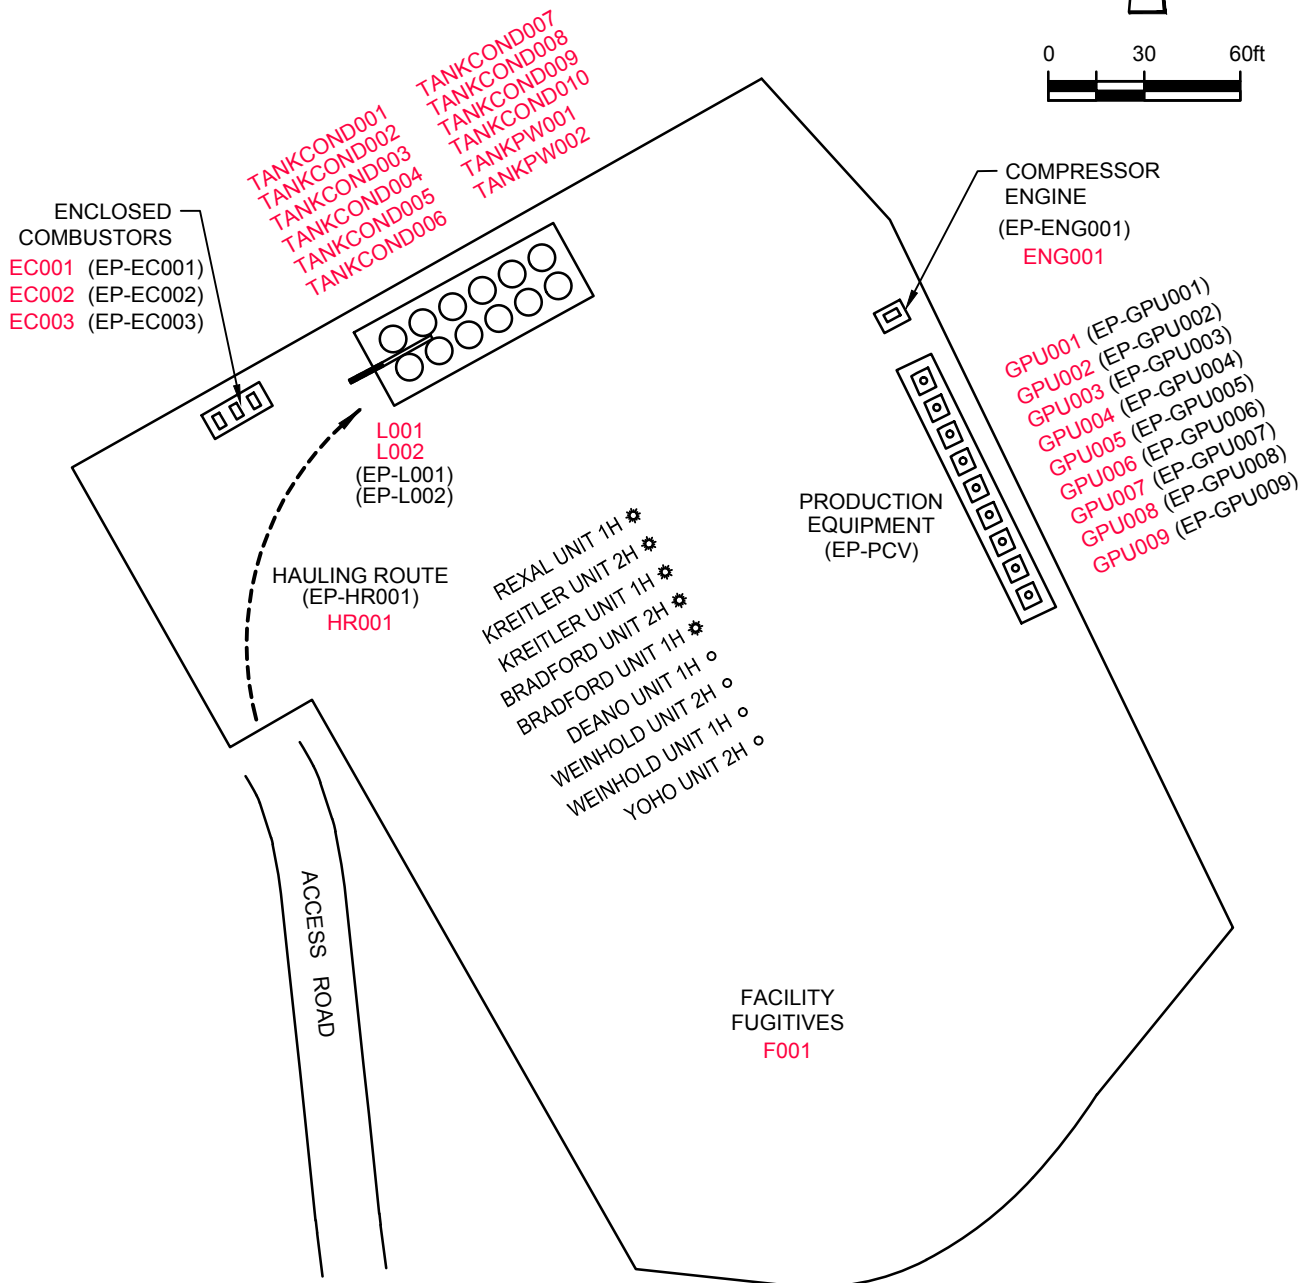 0 30 60ft
TANKCOND001
TANKCOND002
TANKCOND003
TANKCOND004
TANKCOND005
TANKCOND006
TANKCOND007
TANKCOND008
TANKCOND009
TANKCOND010
TANKPW001
TANKPW002
ENCLOSED
COMBUSTORS
EC001 (EP-EC001)
EC002 (EP-EC002)
EC003 (EP-EC003)
COMPRESSOR
ENGINE
(EP-ENG001)
ENG001
GPU001 (EP-GPU001)
GPU002 (EP-GPU002)
GPU003 (EP-GPU003)
GPU004 (EP-GPU004)
GPU005 (EP-GPU005)
GPU006 (EP-GPU006)
GPU007 (EP-GPU007)
GPU008 (EP-GPU008)
GPU009 (EP-GPU009)
L001
L002
(EP-L001)
(EP-L002)
PRODUCTION
EQUIPMENT
(EP-PCV)
HAULING ROUTE
(EP-HR001)
HR001
REXAL UNIT 1H
KREITLER UNIT 2H
KREITLER UNIT 1H
BRADFORD UNIT 2H
BRADFORD UNIT 1H
DEANO UNIT 1H
WEINHOLD UNIT 2H
WEINHOLD UNIT 1H
YOHO UNIT 2H
ACCESS ROAD
FACILITY
FUGITIVES
F001